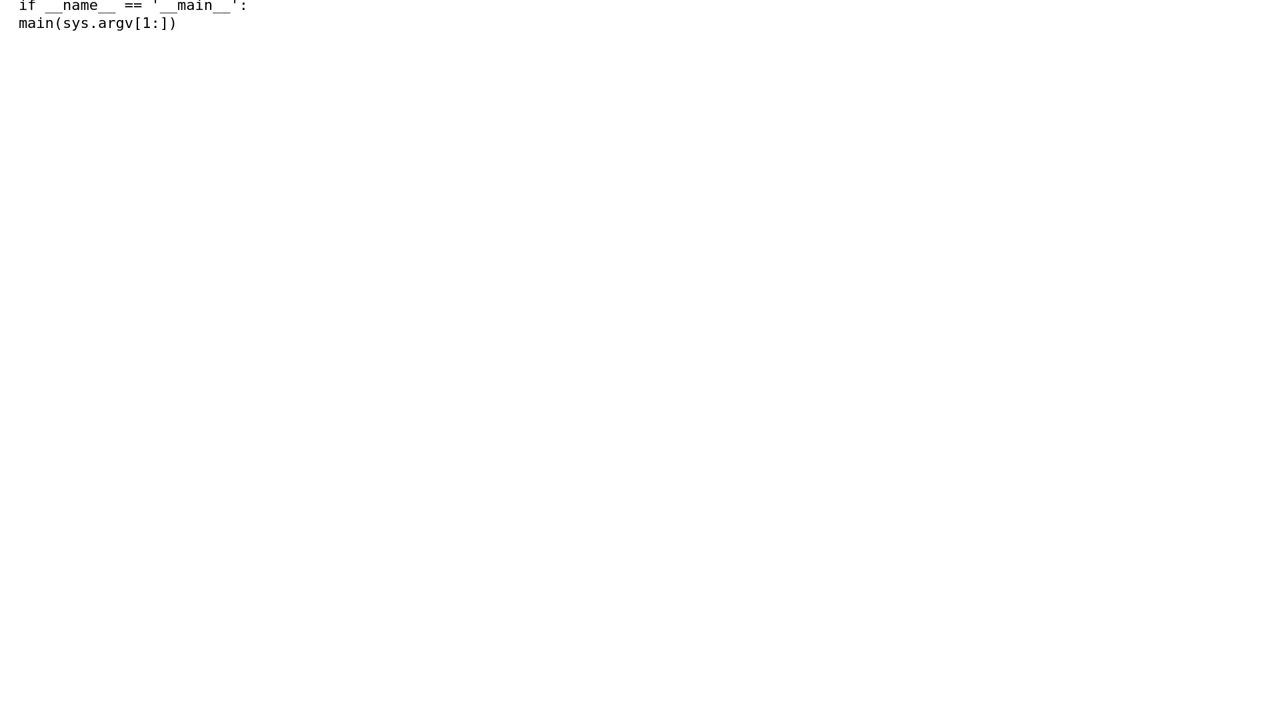 if __name__ == '__main__':
main(sys.argv[1:])